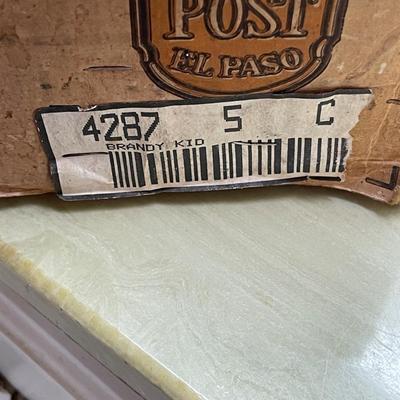 POST
EL PASO
4287 5 C
BRANDY KID